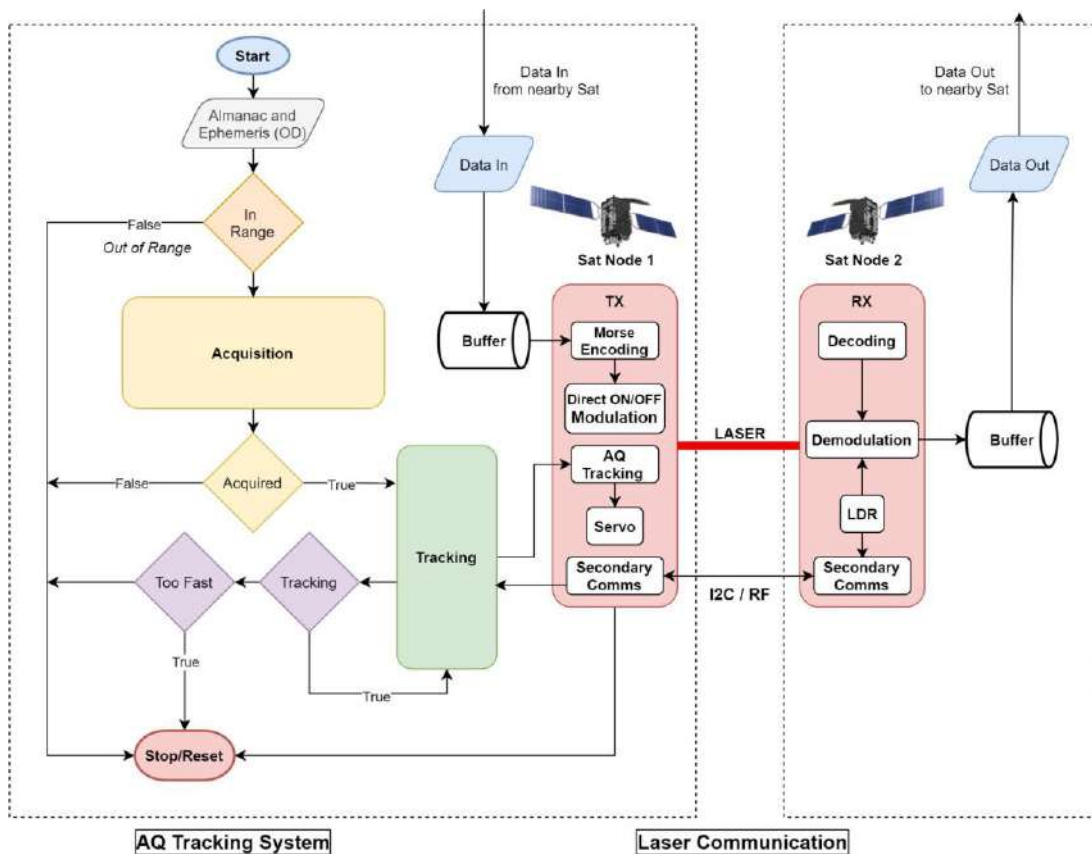 Start
Almanac and
Ephemeris (OD)
False
Out of Range
In
Range
Acquisition
False
Acquired
True
Too Fast
Tracking
Tracking
True
True
Stop/Reset
Data In
from nearby Sat
Data In
Sat Node 1
Buffer
TX
Morse
Encoding
Direct ON/OFF
Modulation
AQ
Tracking
Servo
Secondary
Comms
LASER
I2C / RF
Data Out
to nearby Sat
Data Out
Sat Node 2
RX
Decoding
Demodulation
LDR
Secondary
Comms
Buffer
AQ Tracking System
Laser Communication